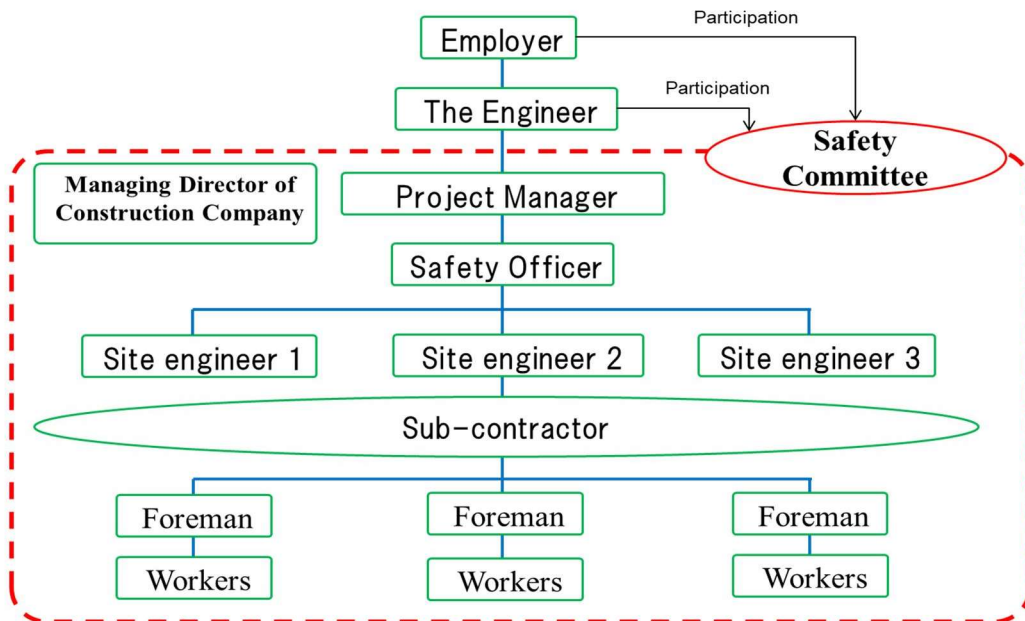 Participation
Employer
Participation
The Engineer
Safety
Committee
Managing Director of
Construction Company
Project Manager
Safety Officer
Site engineer 1
Site engineer 2
Site engineer 3
Sub-contractor
Foreman
Foreman
Foreman
Workers
Workers
Workers